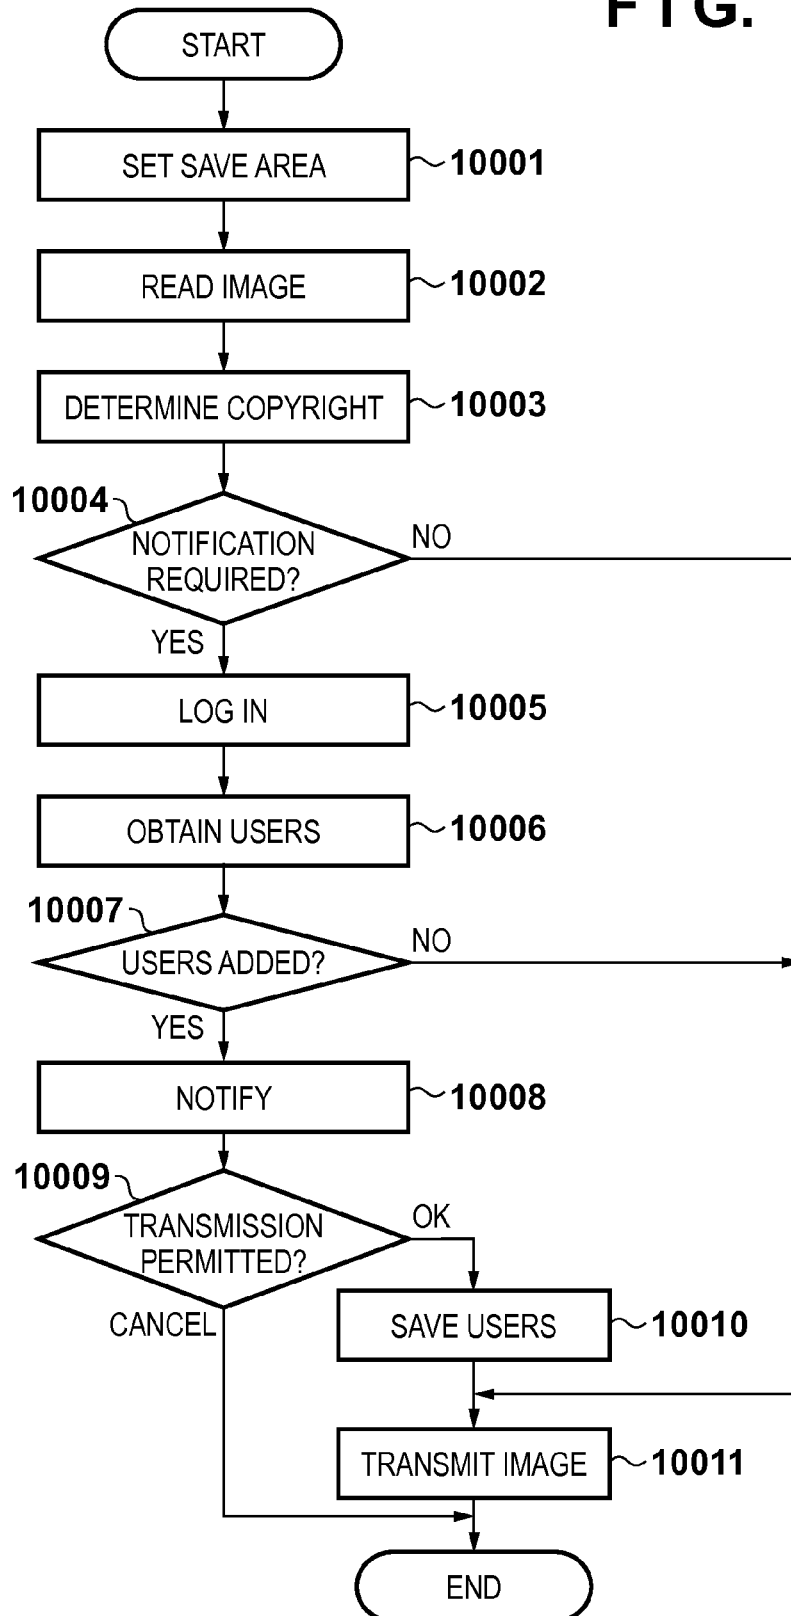 FIG.
START
SET SAVE AREA
10001
READ IMAGE
10002
DETERMINE COPYRIGHT
10003
10004
NOTIFICATION
REQUIRED?
NO
YES
LOG IN
10005
OBTAIN USERS
10006
10007
USERS ADDED?
NO
YES
NOTIFY
10008
10009
TRANSMISSION
PERMITTED?
OK
CANCEL
SAVE USERS
10010
TRANSMIT IMAGE
10011
END